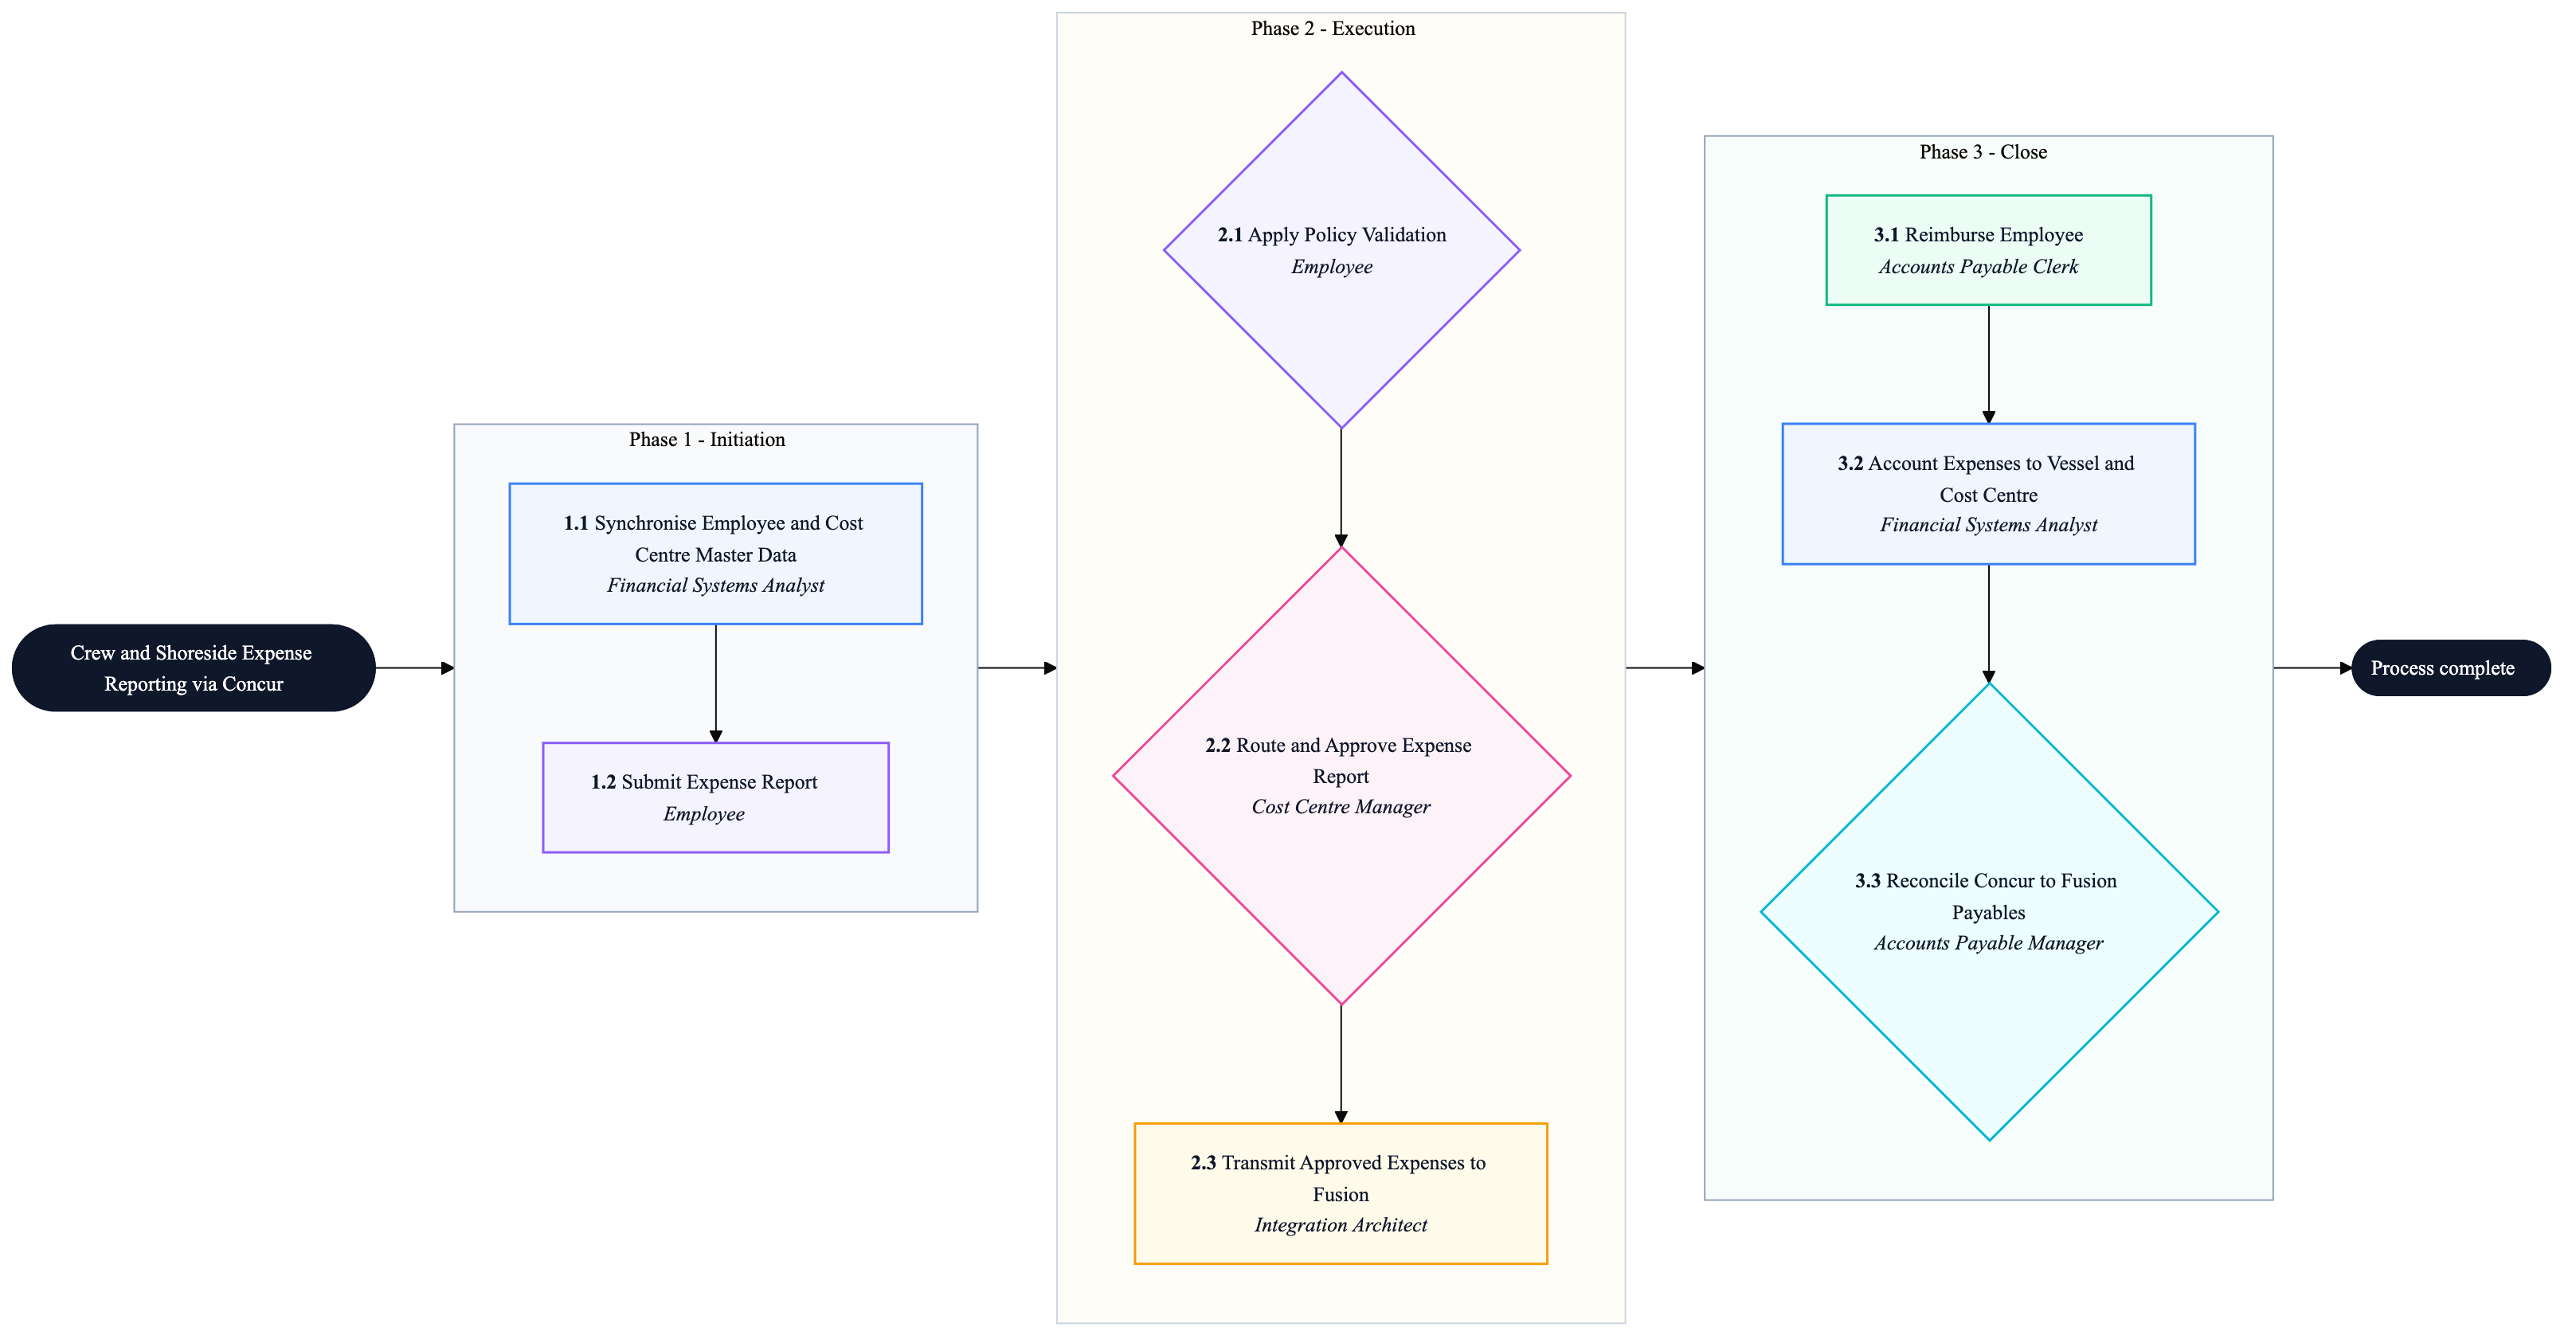 Crew and Shoreside Expense
Reporting via Concur
Phase 1 - Initiation
1.1 Synchronise Employee and Cost
Centre Master Data
Financial Systems Analyst
1.2 Submit Expense Report
Employee
Phase 2 - Execution
2.1 Apply Policy Validation
Employee
2.2 Route and Approve Expense
Report
Cost Centre Manager
2.3 Transmit Approved Expenses to
Fusion
Integration Architect
Phase 3 - Close
3.1 Reimburse Employee
Accounts Payable Clerk
3.2 Account Expenses to Vessel and
Cost Centre
Financial Systems Analyst
3.3 Reconcile Concur to Fusion
Payables
Accounts Payable Manager
Process complete